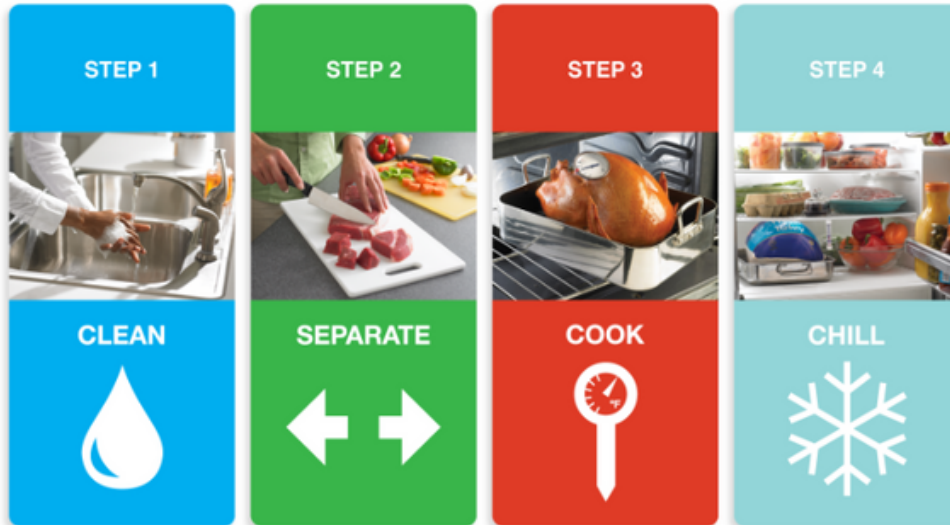 STEP 1
STEP 2
STEP 3
STEP 4
CLEAN
SEPARATE
COOK
CHILL
°F